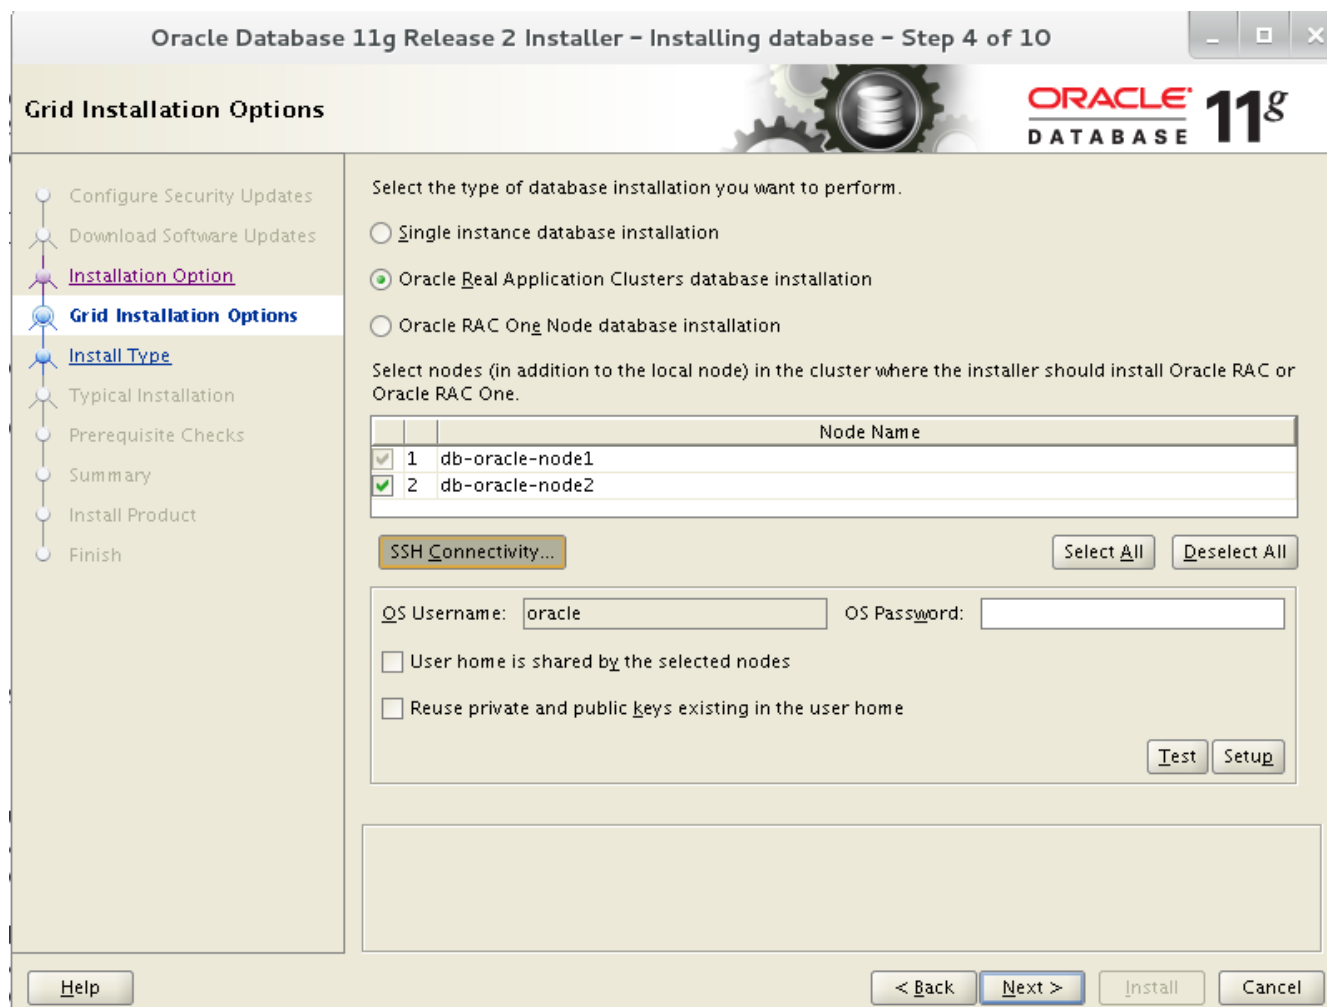 Oracle Database 11g Release 2 Installer - Installing database - Step 4 of 10
Grid Installation Options
ORACLE DATABASE 11g
Configure Security Updates
Download Software Updates
Installation Option
Grid Installation Options
Install Type
Typical Installation
Prerequisite Checks
Summary
Install Product
Finish
Select the type of database installation you want to perform.
Single instance database installation
Oracle Real Application Clusters database installation
Oracle RAC One Node database installation
Select nodes (in addition to the local node) in the cluster where the installer should install Oracle RAC or
Oracle RAC One.
Node Name
1 db-oracle-node1
2 db-oracle-node2
SSH Connectivity... Select All Deselect All
OS Username: oracle OS Password:
User home is shared by the selected nodes
Reuse private and public keys existing in the user home
Test Setup
Help < Back Next > Install Cancel